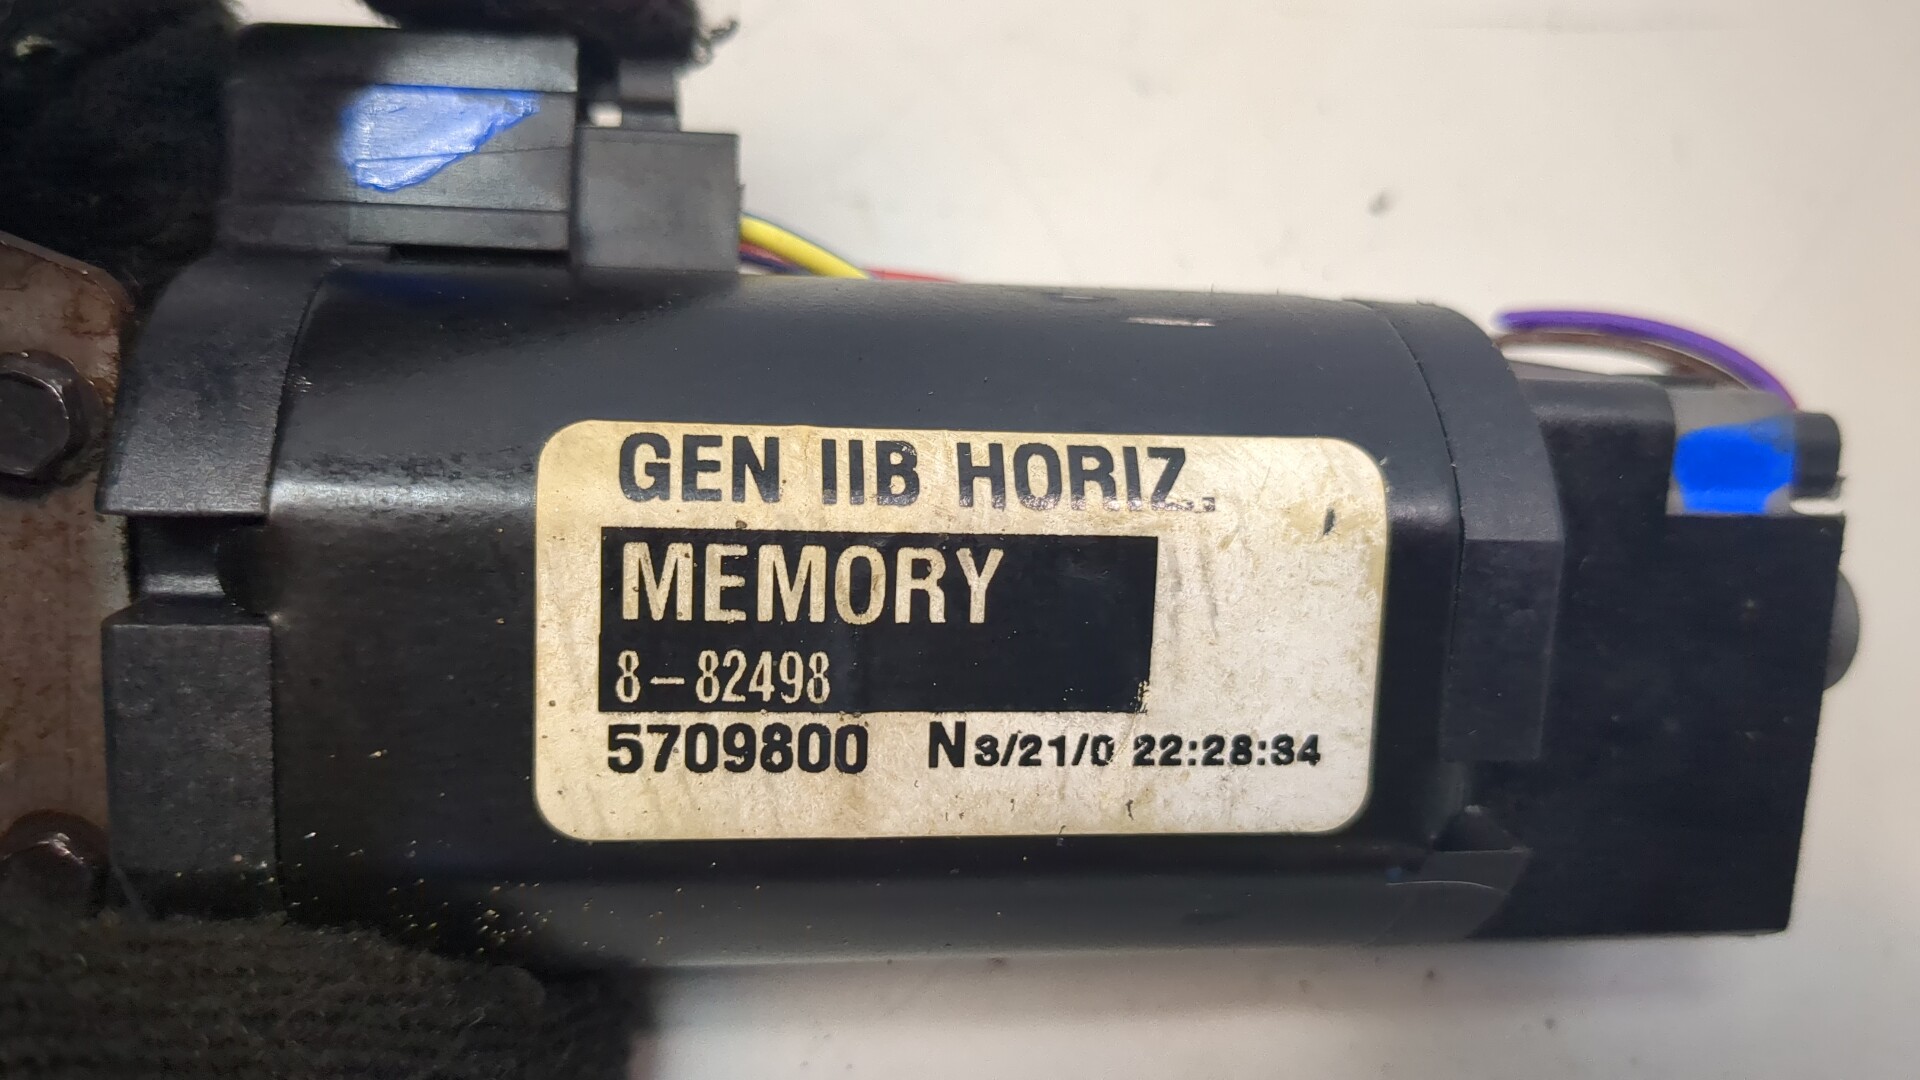 GEN IIB HORIZ.
MEMORY
8-82498
5709800 N3/21/0 22:28:34